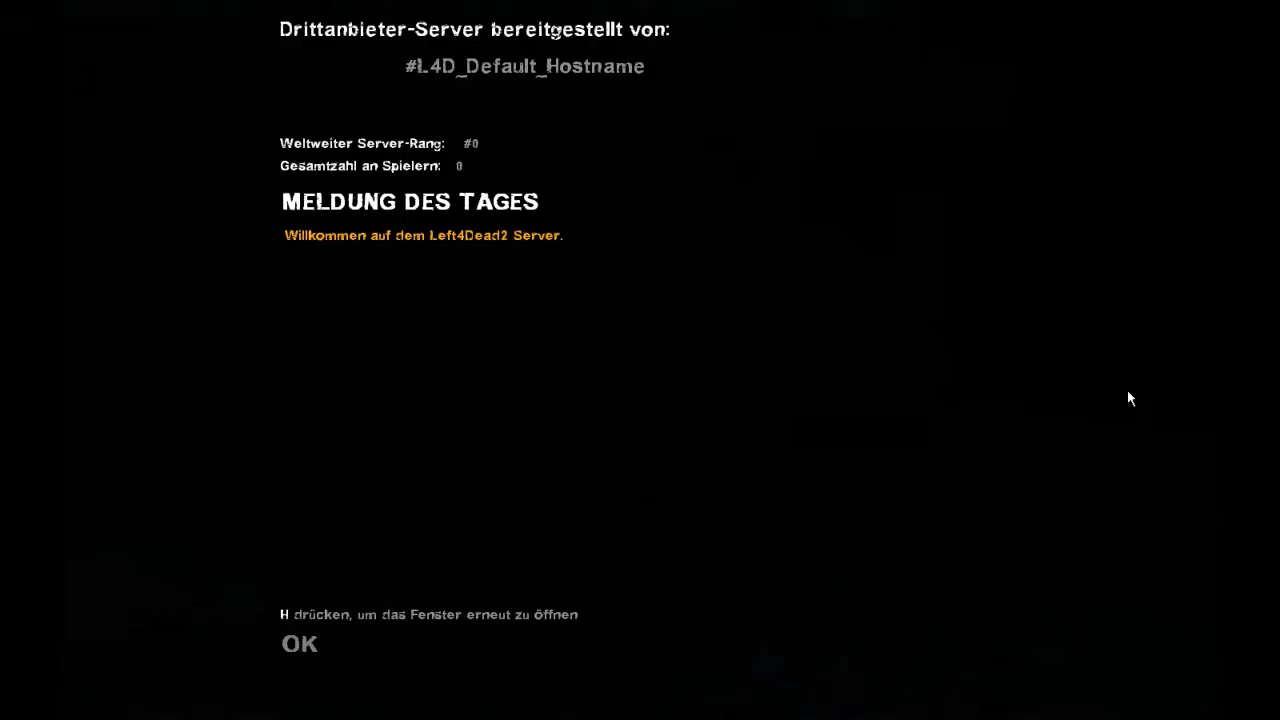 Drittanbieter-Server bereitgestellt von:
#L4D_Default_Hostname
Weltweiter Server-Rang: #0
Gesamtzahl an Spielern: 0
MELDUNG DES TAGES
Willkommen auf dem Left4Dead2 Server.
H drücken, um das Fenster erneut zu öffnen
OK